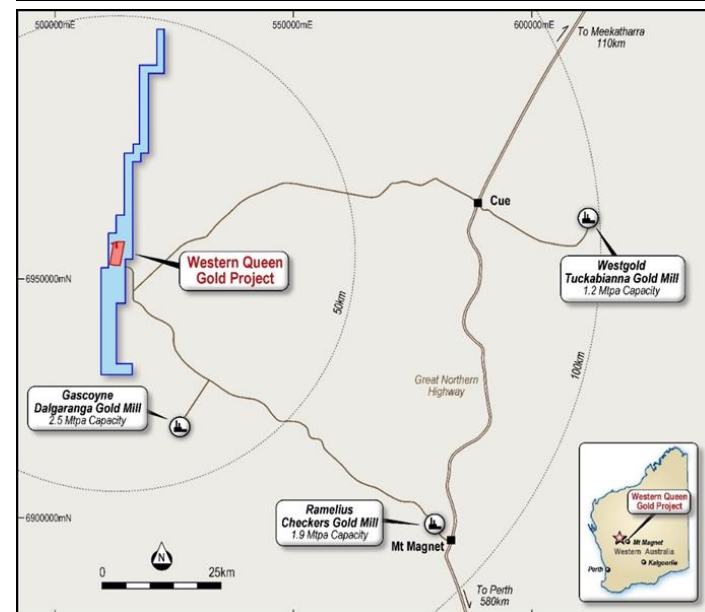 500000mE
550000mE
600000mE
To Meekatharra
110km
Cue
Western Queen
Gold Project
6950000mN
Westgold
Tuckabianna Gold Mill
1.2 Mtpa Capacity
50km
100km
Great Northern
Highway
Gascoyne
Dalgaranga Gold Mill
2.5 Mtpa Capacity
Ramelius
Checkers Gold Mill
1.9 Mtpa Capacity
6900000mN
Mt Magnet
N
0
25km
To Perth
580km
Western Queen
Gold Project
Mt Magnet
Western Australia
Perth
Kalgoorlie